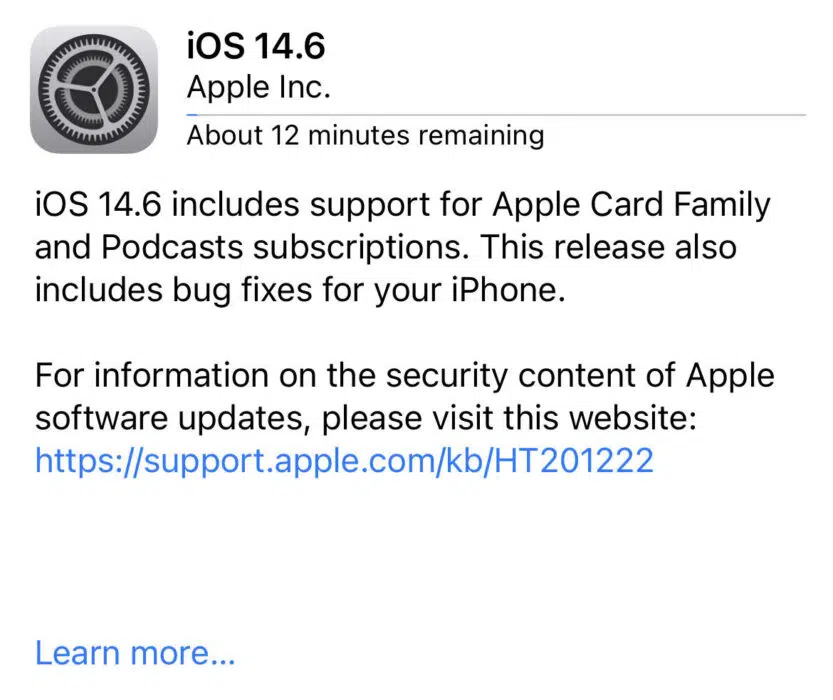 iOS 14.6
Apple Inc.
About 12 minutes remaining
iOS 14.6 includes support for Apple Card Family
and Podcasts subscriptions. This release also
includes bug fixes for your iPhone.
For information on the security content of Apple
software updates, please visit this website:
https://support.apple.com/kb/HT201222
Learn more...